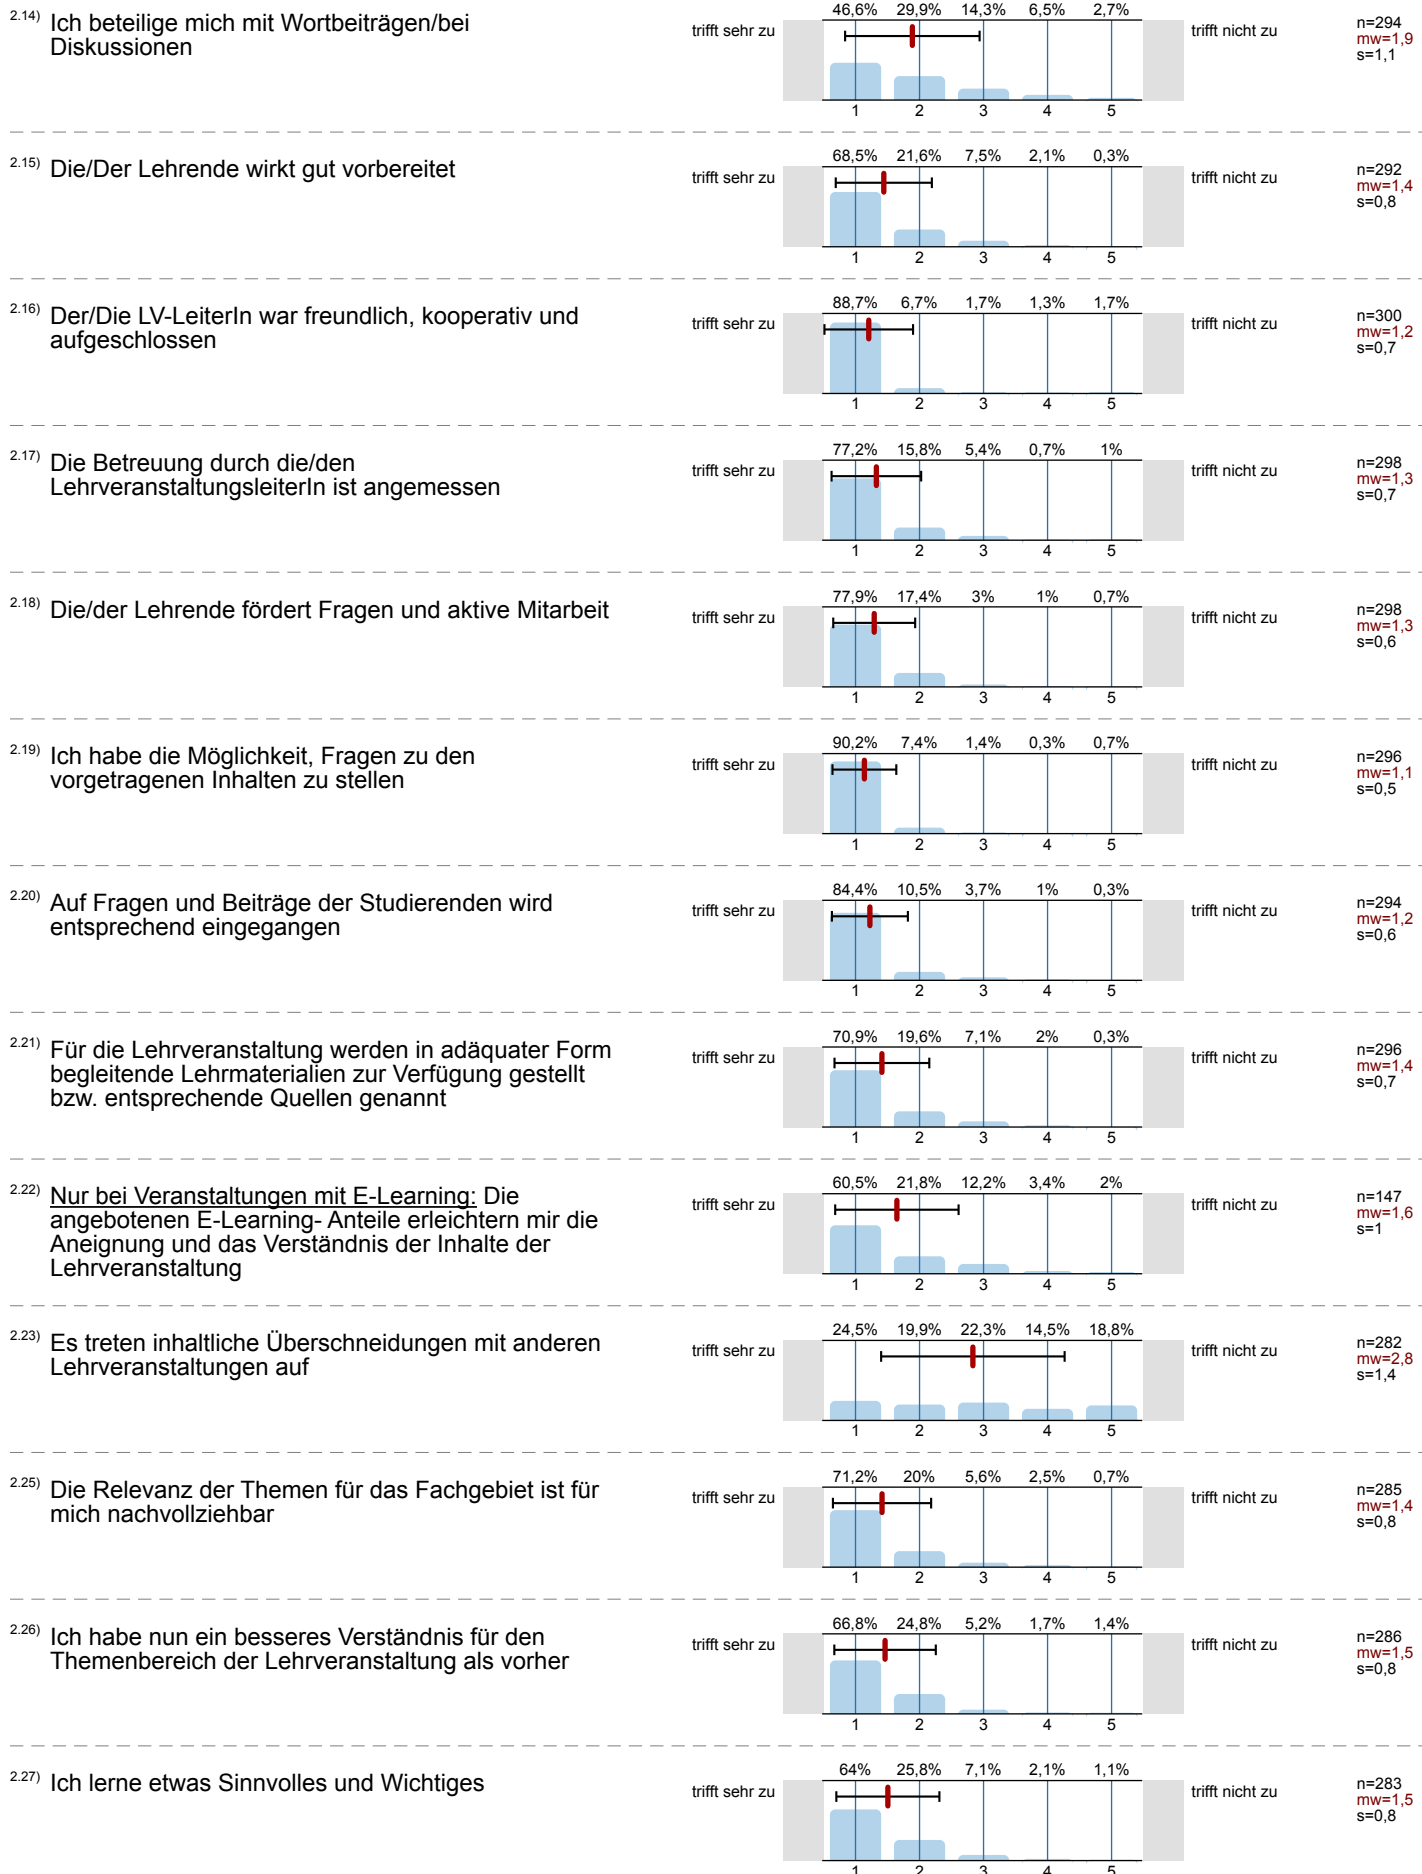 2.14) Ich beteilige mich mit Wortbeiträgen/bei
Diskussionen
trifft sehr zu
46,6% 29,9% 14,3% 6,5% 2,7%
1 2 3 4 5
trifft nicht zu
n=294
mw=1,9
s=1,1
2.15) Die/Der Lehrende wirkt gut vorbereitet
trifft sehr zu
68,5% 21,6% 7,5% 2,1% 0,3%
1 2 3 4 5
trifft nicht zu
n=292
mw=1,4
s=0,8
2.16) Der/Die LV-LeiterIn war freundlich, kooperativ und
aufgeschlossen
trifft sehr zu
88,7% 6,7% 1,7% 1,3% 1,7%
1 2 3 4 5
trifft nicht zu
n=300
mw=1,2
s=0,7
2.17) Die Betreuung durch die/den
LehrveranstaltungsleiterIn ist angemessen
trifft sehr zu
77,2% 15,8% 5,4% 0,7% 1%
1 2 3 4 5
trifft nicht zu
n=298
mw=1,3
s=0,7
2.18) Die/der Lehrende fördert Fragen und aktive Mitarbeit
trifft sehr zu
77,9% 17,4% 3% 1% 0,7%
1 2 3 4 5
trifft nicht zu
n=298
mw=1,3
s=0,6
2.19) Ich habe die Möglichkeit, Fragen zu den
vorgetragenen Inhalten zu stellen
trifft sehr zu
90,2% 7,4% 1,4% 0,3% 0,7%
1 2 3 4 5
trifft nicht zu
n=296
mw=1,1
s=0,5
2.20) Auf Fragen und Beiträge der Studierenden wird
entsprechend eingegangen
trifft sehr zu
84,4% 10,5% 3,7% 1% 0,3%
1 2 3 4 5
trifft nicht zu
n=294
mw=1,2
s=0,6
2.21) Für die Lehrveranstaltung werden in adäquater Form
begleitende Lehrmaterialien zur Verfügung gestellt
bzw. entsprechende Quellen genannt
trifft sehr zu
70,9% 19,6% 7,1% 2% 0,3%
1 2 3 4 5
trifft nicht zu
n=296
mw=1,4
s=0,7
2.22) Nur bei Veranstaltungen mit E-Learning: Die
angebotenen E-Learning- Anteile erleichtern mir die
Aneignung und das Verständnis der Inhalte der
Lehrveranstaltung
trifft sehr zu
60,5% 21,8% 12,2% 3,4% 2%
1 2 3 4 5
trifft nicht zu
n=147
mw=1,6
s=1
2.23) Es treten inhaltliche Überschneidungen mit anderen
Lehrveranstaltungen auf
trifft sehr zu
24,5% 19,9% 22,3% 14,5% 18,8%
1 2 3 4 5
trifft nicht zu
n=282
mw=2,8
s=1,4
2.25) Die Relevanz der Themen für das Fachgebiet ist für
mich nachvollziehbar
trifft sehr zu
71,2% 20% 5,6% 2,5% 0,7%
1 2 3 4 5
trifft nicht zu
n=285
mw=1,4
s=0,8
2.26) Ich habe nun ein besseres Verständnis für den
Themenbereich der Lehrveranstaltung als vorher
trifft sehr zu
66,8% 24,8% 5,2% 1,7% 1,4%
1 2 3 4 5
trifft nicht zu
n=286
mw=1,5
s=0,8
2.27) Ich lerne etwas Sinnvolles und Wichtiges
trifft sehr zu
64% 25,8% 7,1% 2,1% 1,1%
1 2 3 4 5
trifft nicht zu
n=283
mw=1,5
s=0,8